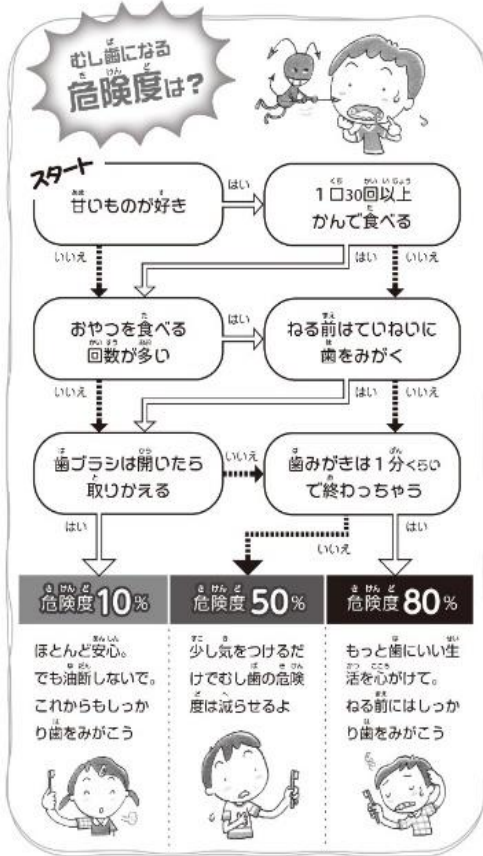 むし歯になる
危険度は?
スタート
甘いものが好き
はい
1口30回以上
かんで食べる
いいえ
はい
いいえ
おやつを食べる
回数が多い
はい
ねる前はていねいに
歯をみがく
いいえ
はい
いいえ
歯ブラシは開いたら
取りかえる
いいえ
歯みがきは1分くらい
で終わっちゃう
はい
いいえ
はい
危険度10%
ほとんど安心。
でも油断しないで。
これからもしっか
り歯をみがこう
危険度50%
少し気をつけるだ
けでむし歯の危険
度は減らせるよ
危険度80%
もっと歯にいい生
活を心がけて。
ねる前にはしっか
り歯をみがこう